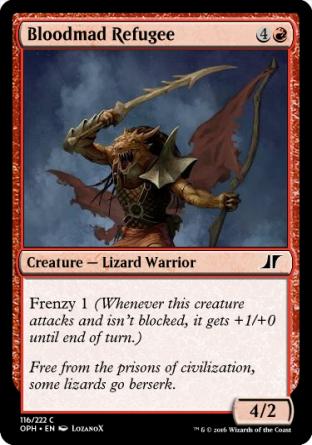 Bloodmad Refugee 4
Creature — Lizard Warrior
Frenzy 1 (Whenever this creature
attacks and isn't blocked, it gets +1/+0
until end of turn.)
Free from the prisons of civilization,
some lizards go berserk.
4/2
116/222 C
OPH • EN LozanoX
™ & © 2016 Wizards of the Coast